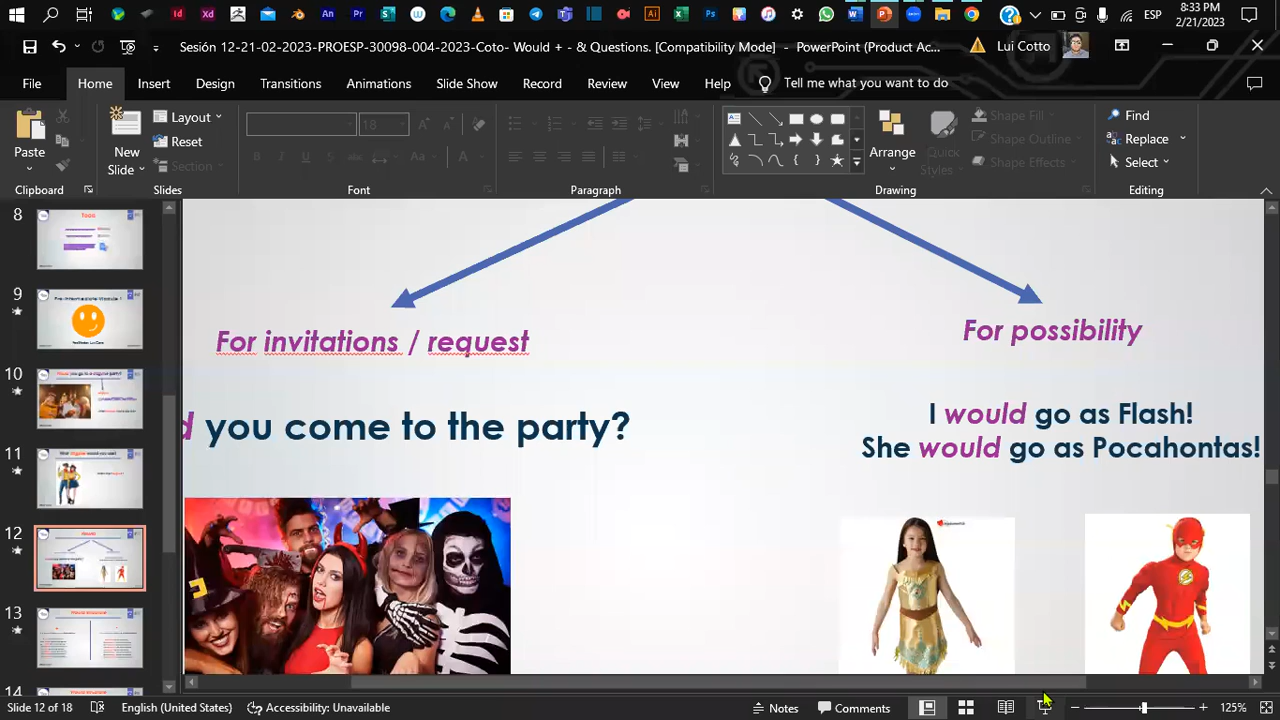 8:33 PM
ESP
2/21/2023
Sesión 12-21-02-2023-PROESP-30098-004-2023-Coto- Would + - & Questions. [Compatibility Mode] - PowerPoint (Product Ac...
Lui Cotto
File Home Insert Design Transitions Animations Slide Show Record Review View Help Tell me what you want to do
Paste
New
Slide
Layout
Reset
Section
18
Arrange
Quick
Styles
Shape Fill
Shape Outline
Shape Effects
Find
Replace
Select
Clipboard Slides Font Paragraph Drawing Editing
8
9
10
11
12
13
14
For invitations / request
For possibility
d you come to the party?
I would go as Flash!
She would go as Pocahontas!
Slide 12 of 18 English (United States) Accessibility: Unavailable Notes Comments 125%